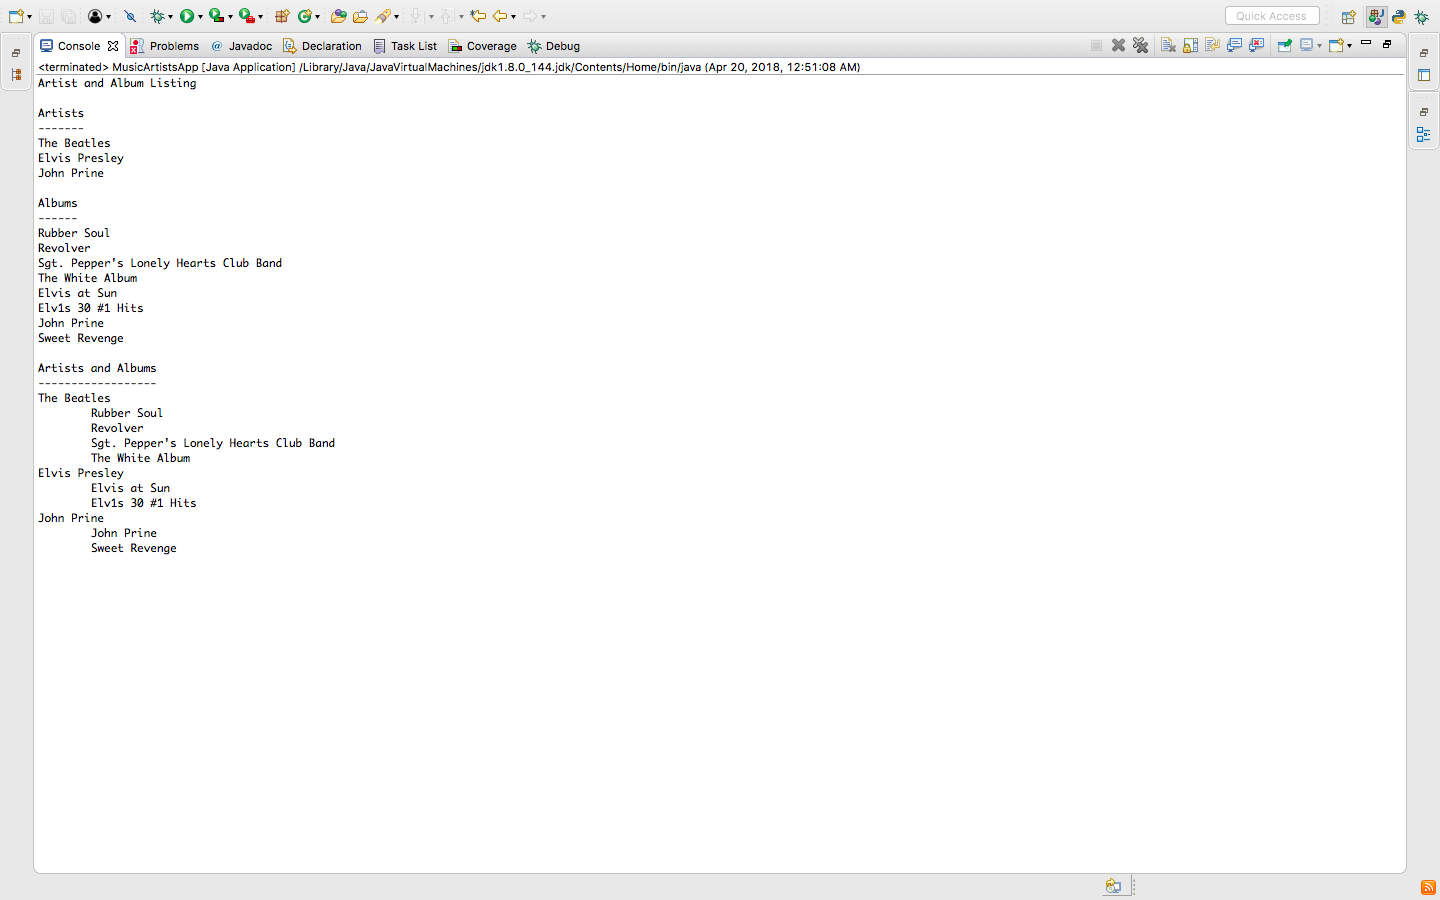 Quick Access
Console Problems @ Javadoc Declaration Task List Coverage Debug
<terminated> MusicArtistsApp [Java Application] /Library/Java/JavaVirtualMachines/jdk1.8.0_144.jdk/Contents/Home/bin/java (Apr 20, 2018, 12:51:08 AM)
Artist and Album Listing

Artists
-------
The Beatles
Elvis Presley
John Prine

Albums
------
Rubber Soul
Revolver
Sgt. Pepper's Lonely Hearts Club Band
The White Album
Elvis at Sun
Elv1s 30 #1 Hits
John Prine
Sweet Revenge

Artists and Albums
------------------
The Beatles
	Rubber Soul
	Revolver
	Sgt. Pepper's Lonely Hearts Club Band
	The White Album
Elvis Presley
	Elvis at Sun
	Elv1s 30 #1 Hits
John Prine
	John Prine
	Sweet Revenge